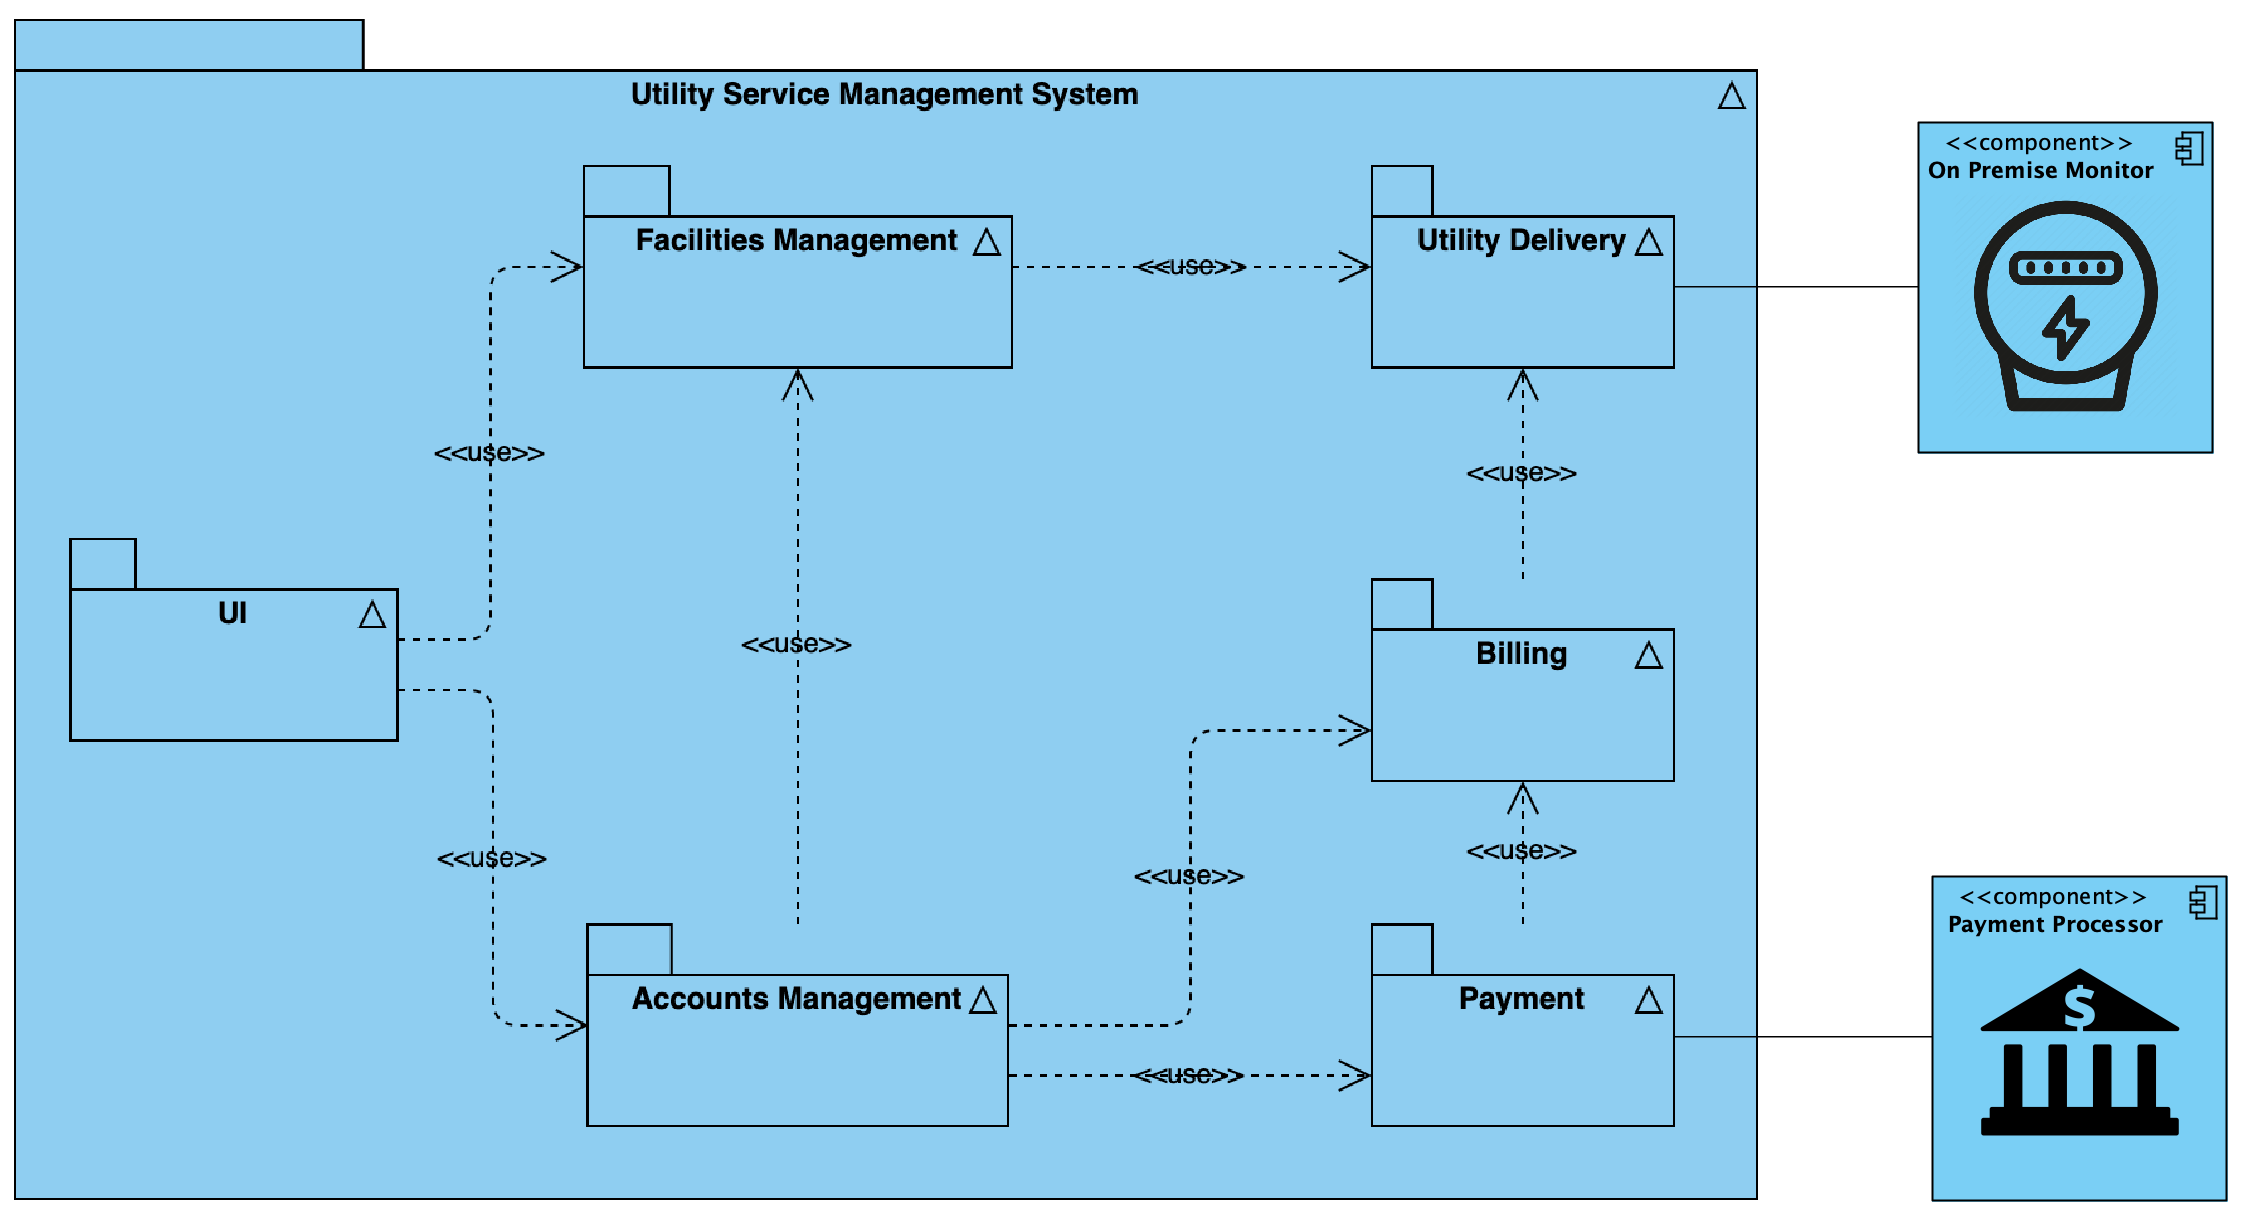 Utility Service Management System
<<component>>
On Premise Monitor
Facilities Management
<<use>>
Utility Delivery
<<use>>
<<use>>
UI
<<use>>
Billing
<<use>>
<<use>>
<<use>>
<<component>>
Payment Processor
$
Accounts Management
<<use>>
Payment